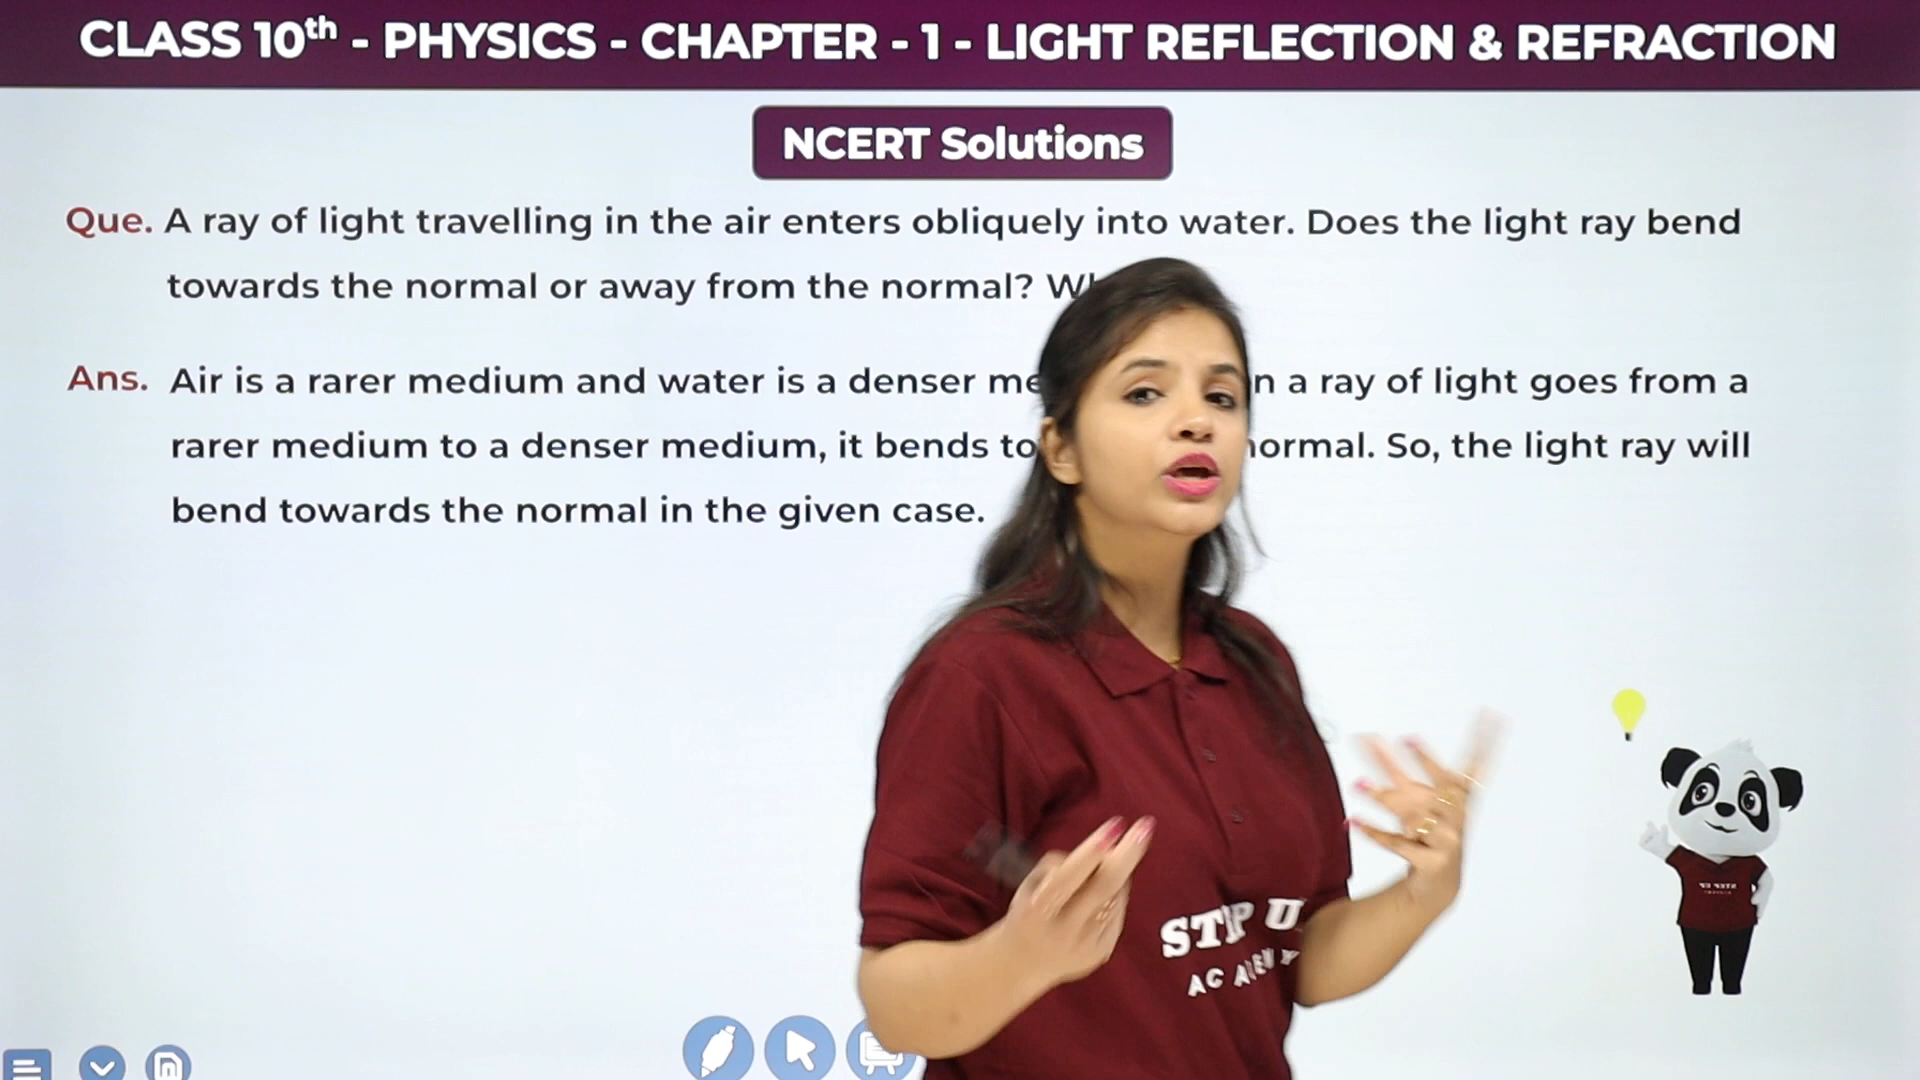 CLASS 10th - PHYSICS - CHAPTER - 1 - LIGHT REFLECTION & REFRACTION
NCERT Solutions
Que. A ray of light travelling in the air enters obliquely into water. Does the light ray bend
towards the normal or away from the normal?
Ans. Air is a rarer medium and water is a denser a ray of light goes from a
rarer medium to a denser medium, it bends normal. So, the light ray will
bend towards the normal in the given case.
STEP U
ACADEMY